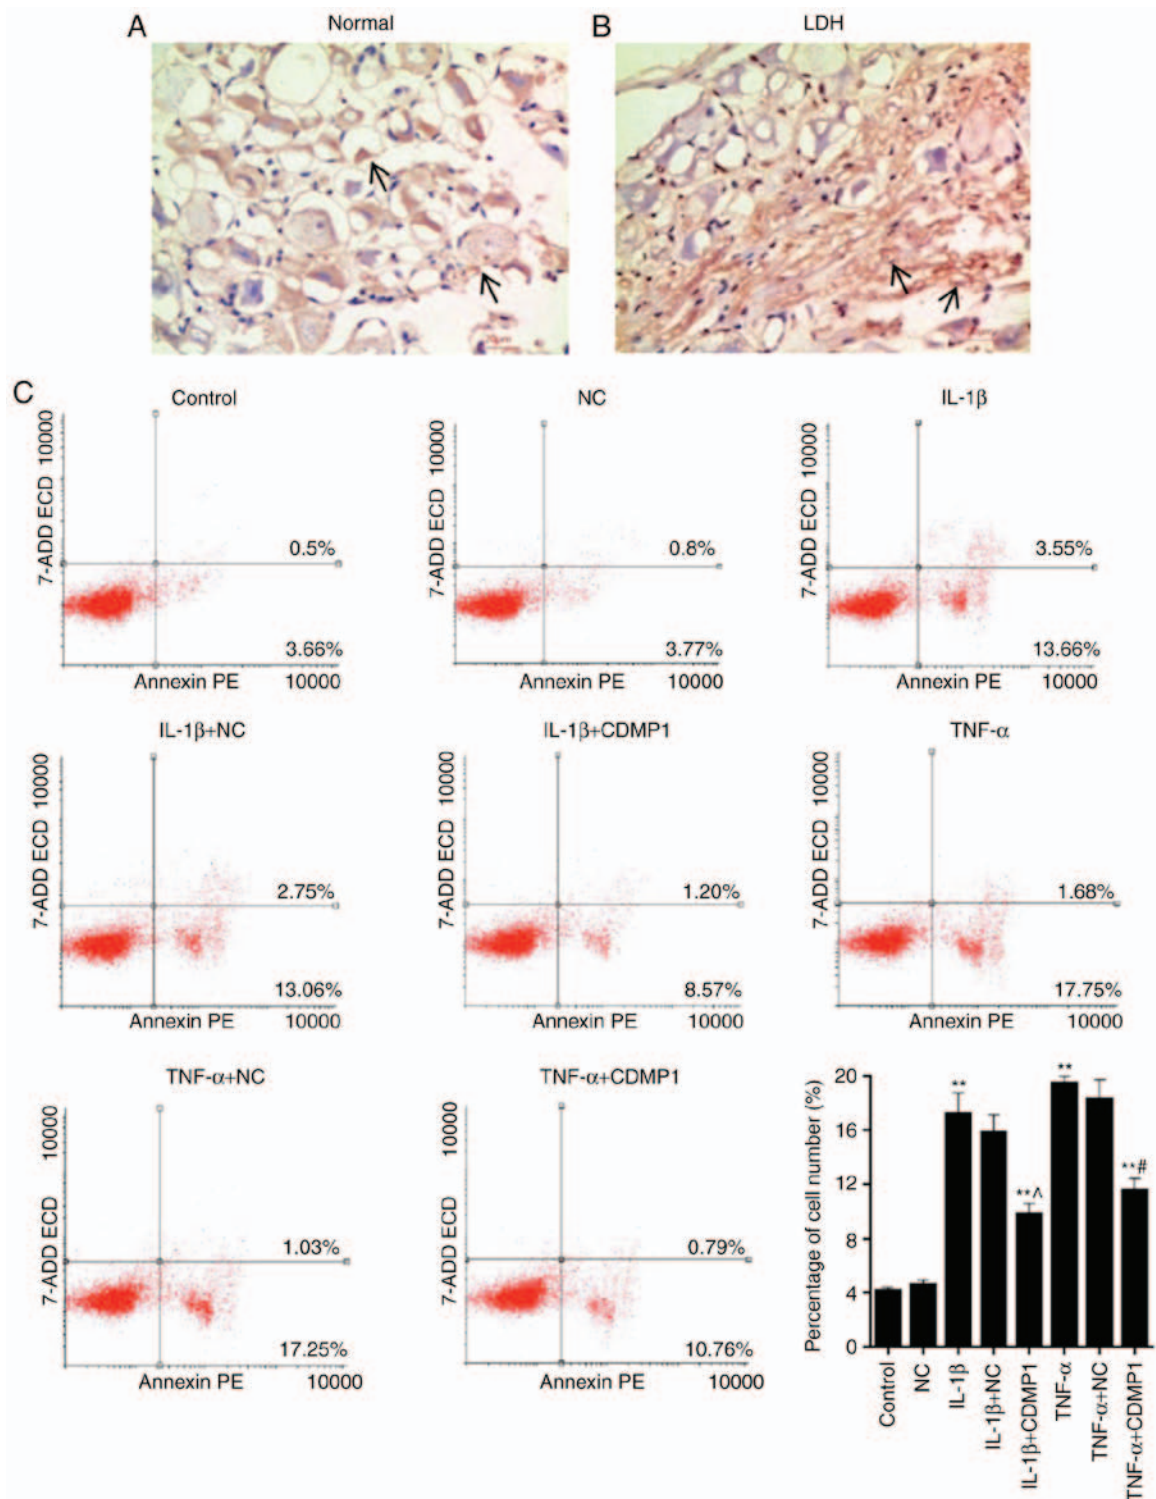 A Normal B LDH
C Control NC IL-1β
7-ADD ECD 10000 0.5% 3.66% Annexin PE 10000
7-ADD ECD 10000 0.8% 3.77% Annexin PE 10000
7-ADD ECD 10000 3.55% 13.66% Annexin PE 10000
IL-1β+NC IL-1β+CDMP1 TNF-α
7-ADD ECD 10000 2.75% 13.06% Annexin PE 10000
7-ADD ECD 10000 1.20% 8.57% Annexin PE 10000
7-ADD ECD 10000 1.68% 17.75% Annexin PE 10000
TNF-α+NC TNF-α+CDMP1
7-ADD ECD 10000 1.03% 17.25% Annexin PE 10000
7-ADD ECD 10000 0.79% 10.76% Annexin PE 10000
Percentage of cell number (%)
20
16
12
8
4
0
** ** **^ **#
Control
NC
IL-1β
IL-1β+NC
IL-1β+CDMP1
TNF-α
TNF-α+NC
TNF-α+CDMP1